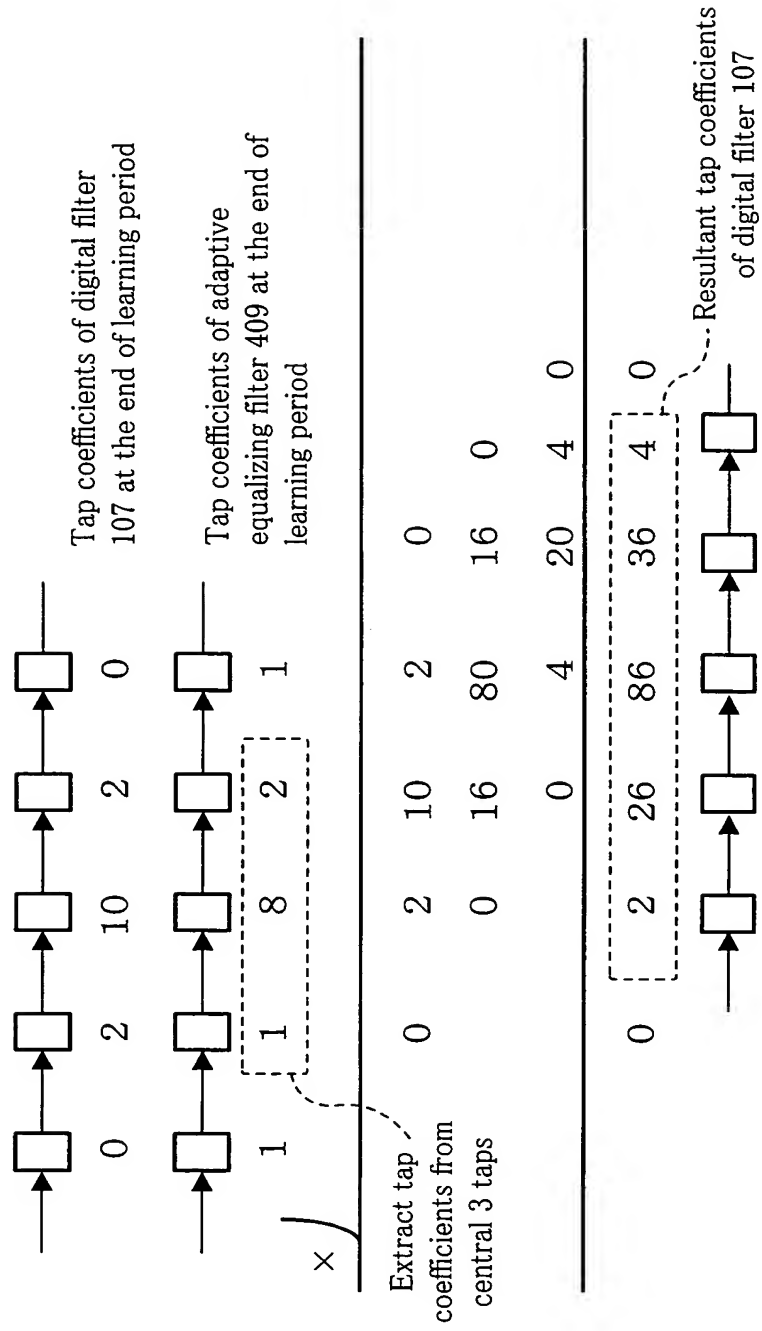 Tap coefficients of digital filter
107 at the end of learning period
0 2 10 2 0
Tap coefficients of adaptive
equalizing filter 409 at the end of
learning period
1 1 8 2 1
×
Extract tap
coefficients from
central 3 taps
0 2 10 2 0
0 16 80 16 0
0 4 20 4 0
0 2 26 86 36 4 0
Resultant tap coefficients
of digital filter 107